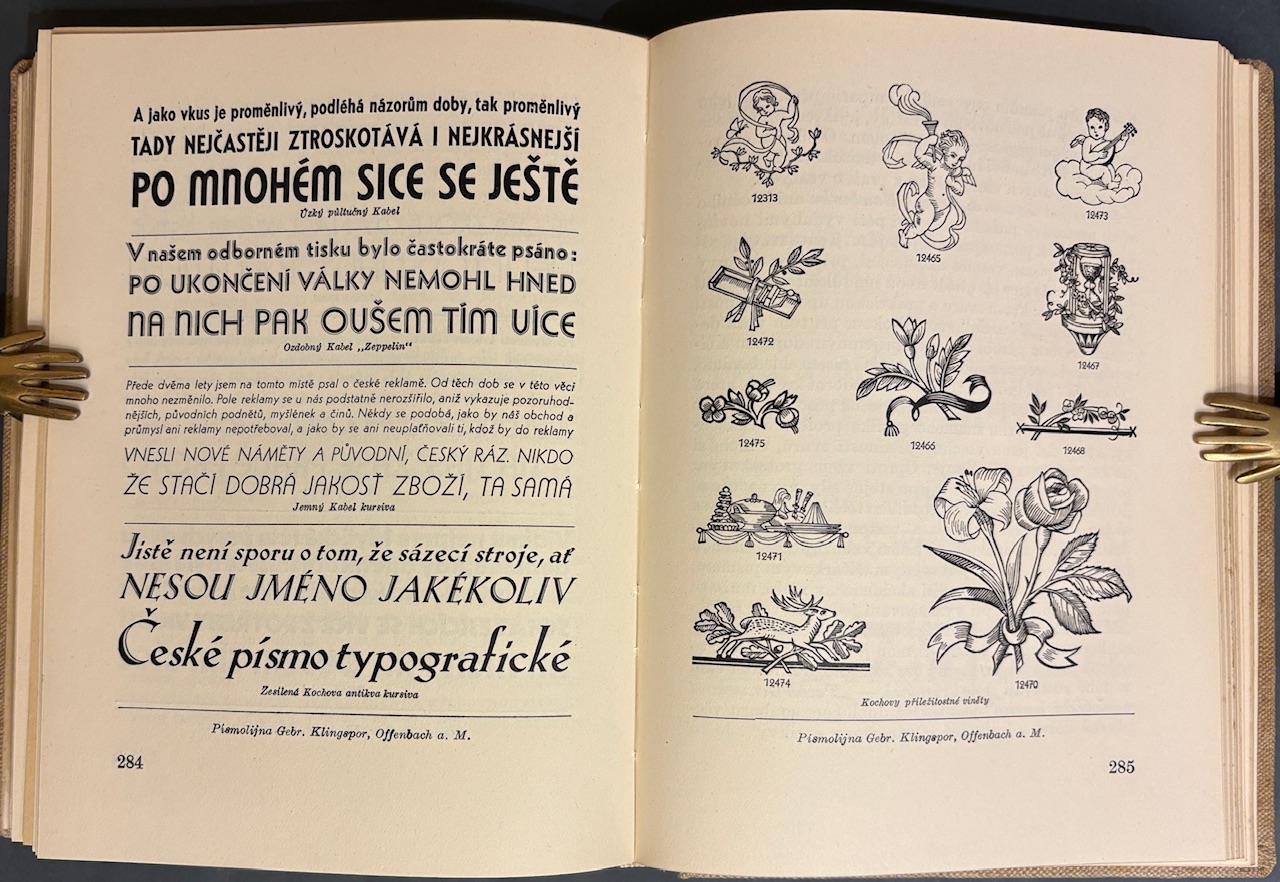 A jako vkus je proměnlivý, podléhá názorům doby, tak proměnlivý
TADY NEJČASTĚJI ZTROSKOTÁVÁ I NEJKRÁSNEJŠÍ
PO MNOHÉM SICE SE JEŠTĚ
Úzký půltučný Kabel
V našem odborném tisku bylo častokráte psáno:
PO UKONČENÍ VÁLKY NEMOHL HNED
NA NICH PAK OUŠEM TÍM VÍCE
Ozdobný Kabel „Zeppelin“
Přede dvěma lety jsem na tomto místě psal o české reklamě. Od těch dob se v této věci
mnoho nezměnilo. Pole reklamy se u nás podstatně nerozšířilo, aniž vykazuje pozoruhod-
nějších, původních podnětů, myšlének a činů. Někdy se podobá, jako by náš obchod a
průmysl ani reklamy nepotřeboval, a jako by se ani neuplatňovali ti, kdož by do reklamy
VNESLI NOVÉ NÁMĚTY A PŮVODNÍ, ČESKÝ RÁZ. NIKDO
ŽE STAČÍ DOBRÁ JAKOSŤ ZBOŽÍ, TA SAMÁ
Jemný Kabel kursiva
Jistě není sporu o tom, že sázecí stroje, ať
NESOU JMÉNO JAKÉKOLIV
České písmo typografické
Zesílená Kochova antikva kursiva
Písmolijna Gebr. Klingspor, Offenbach a. M.
284
12313
12465
12473
12472
12467
12475
12466
12468
12471
12474
12470
Kochovy příležitostné viněty
Písmolijna Gebr. Klingspor, Offenbach a. M.
285